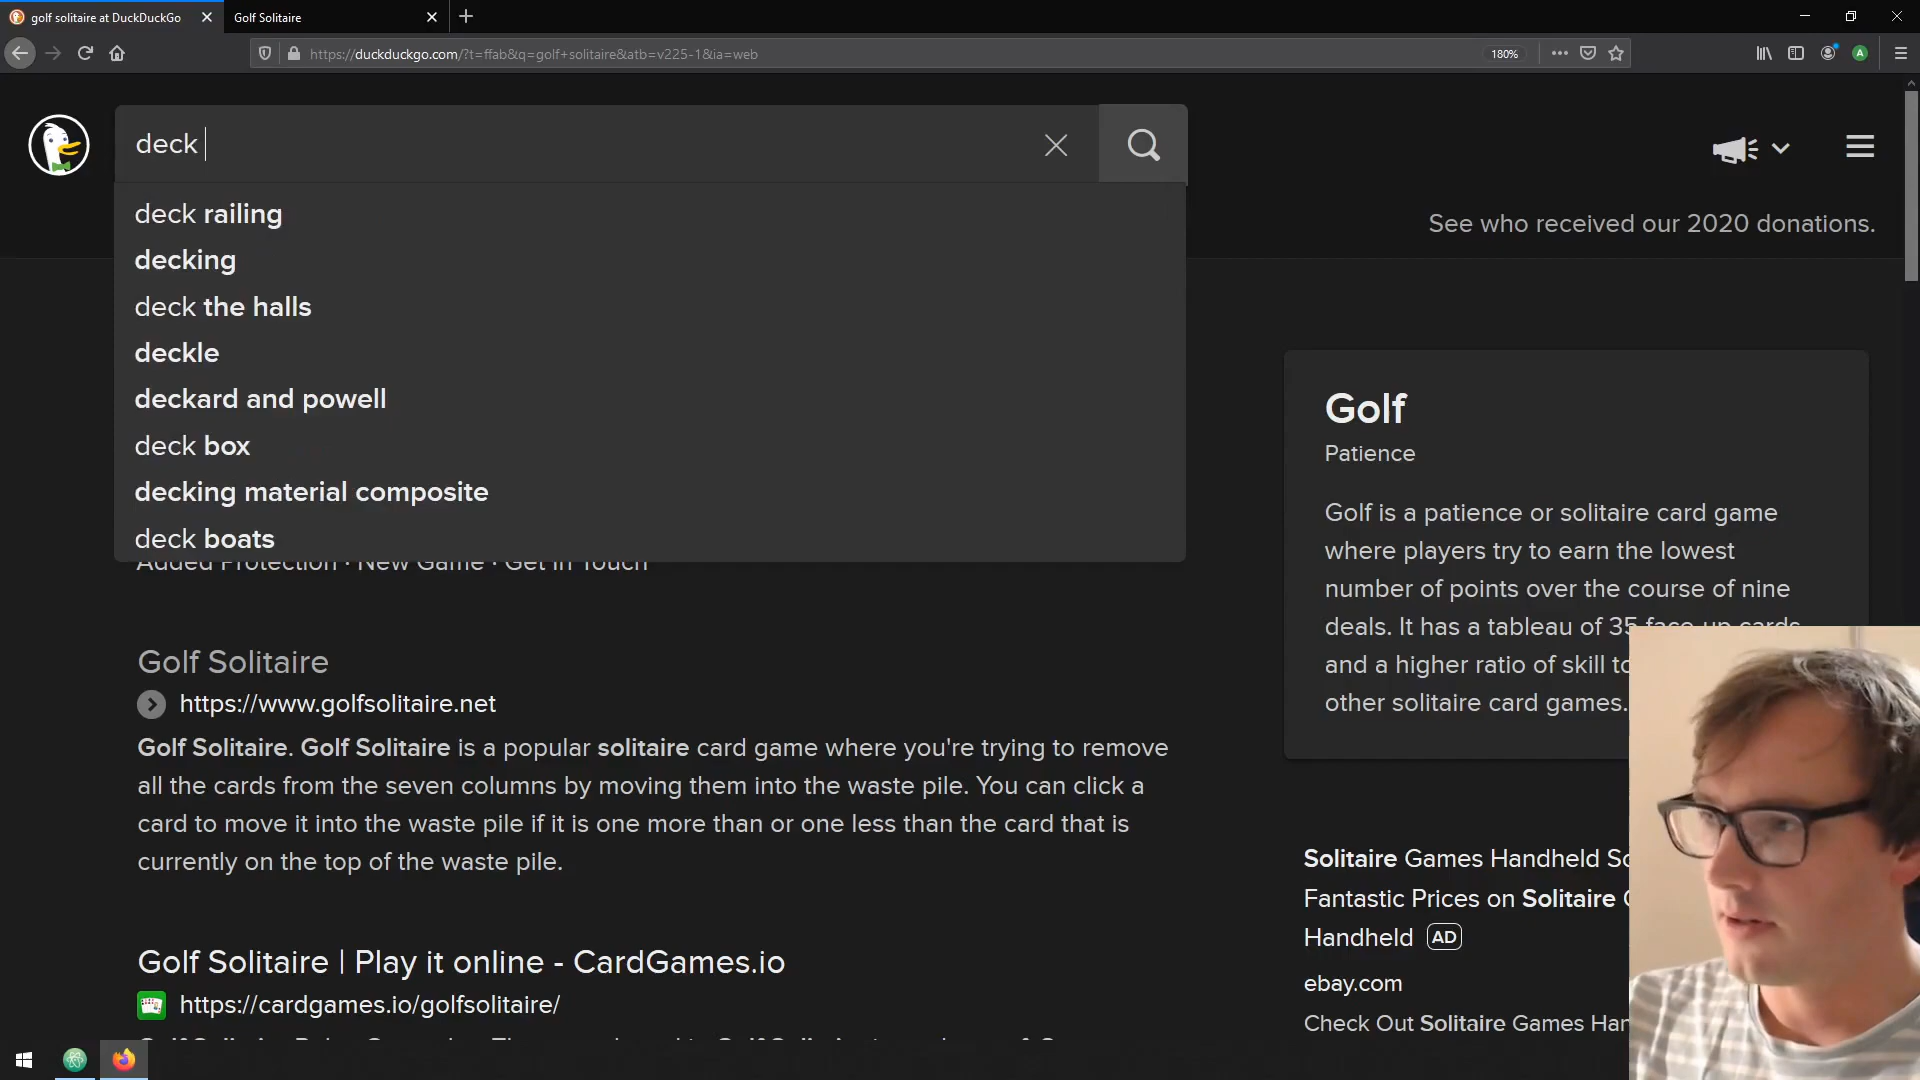 golf solitaire at DuckDuckGo
Golf Solitaire
https://duckduckgo.com/?t=ffab&q=golf+solitaire&atb=v225-1&ia=web
180%
A
deck
deck railing
decking
deck the halls
deckle
deckard and powell
deck box
decking material composite
deck boats
See who received our 2020 donations.
Added Protection · New Game · Get In Touch
Golf Solitaire
https://www.golfsolitaire.net
Golf Solitaire. Golf Solitaire is a popular solitaire card game where you're trying to remove
all the cards from the seven columns by moving them into the waste pile. You can click a
card to move it into the waste pile if it is one more than or one less than the card that is
currently on the top of the waste pile.
Golf Solitaire | Play it online - CardGames.io
https://cardgames.io/golfsolitaire/
Golf
Patience
Golf is a patience or solitaire card game
where players try to earn the lowest
number of points over the course of nine
deals. It has a tableau of 35 face-up cards
and a higher ratio of skill to
other solitaire card games.
Solitaire Games Handheld
Fantastic Prices on Solitaire
Handheld AD
ebay.com
Check Out Solitaire Games